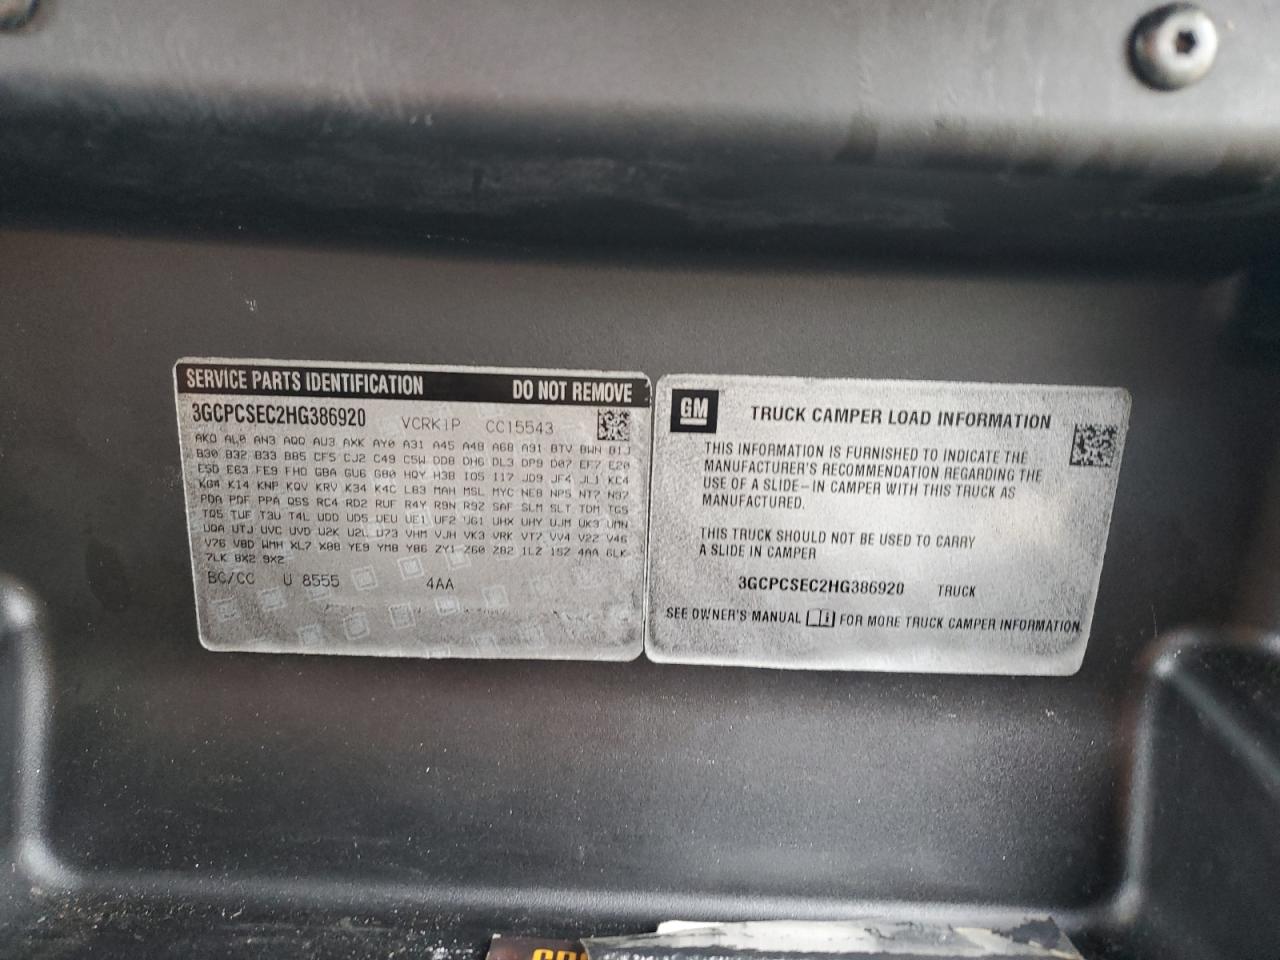 SERVICE PARTS IDENTIFICATION DO NOT REMOVE
3GCPCSEC2HG386920 VCRK1P CC15543
AKO AL0 AN3 AQQ AU3 AXK AY0 A31 A45 A48 A68 A91 BTV BWN B1J
B30 B32 B33 B85 CF5 CJ2 C49 C5W DD8 DH6 DL3 DP9 D07 EF7 E20
E5D E63 FE9 FHO GBA GU6 G80 HQY H3B IO5 I17 JD9 JF4 JL1 KC4
KG4 K14 KNP KQV KRV K34 K4C L83 MAH MSL MYC NE8 NP5 NT7 N37
PDA PDF PPA QSS RC4 RD2 RUF R4Y R9N R9Z SAF SLM SLT TDM TGS
TQ5 TUF T3U T4L UDD UD5 UEU UE1 UF2 UG1 UHX UHY UJM UK3 UMN
UQA UTJ UVC UVD U2K U2L U73 VHM VJH VK3 VRK VT7 VV4 V22 V46
V76 V8D WMH XL7 X88 YE9 YM8 Y86 ZY1 Z60 Z82 1LZ 1SZ 4AA 6LK
7LK 8X2 9X2
BC/CC U 8555 4AA
GM TRUCK CAMPER LOAD INFORMATION
THIS INFORMATION IS FURNISHED TO INDICATE THE
MANUFACTURER'S RECOMMENDATION REGARDING THE
USE OF A SLIDE-IN CAMPER WITH THIS TRUCK AS
MANUFACTURED.
THIS TRUCK SHOULD NOT BE USED TO CARRY
A SLIDE IN CAMPER
3GCPCSEC2HG386920 TRUCK
SEE OWNER'S MANUAL FOR MORE TRUCK CAMPER INFORMATION.